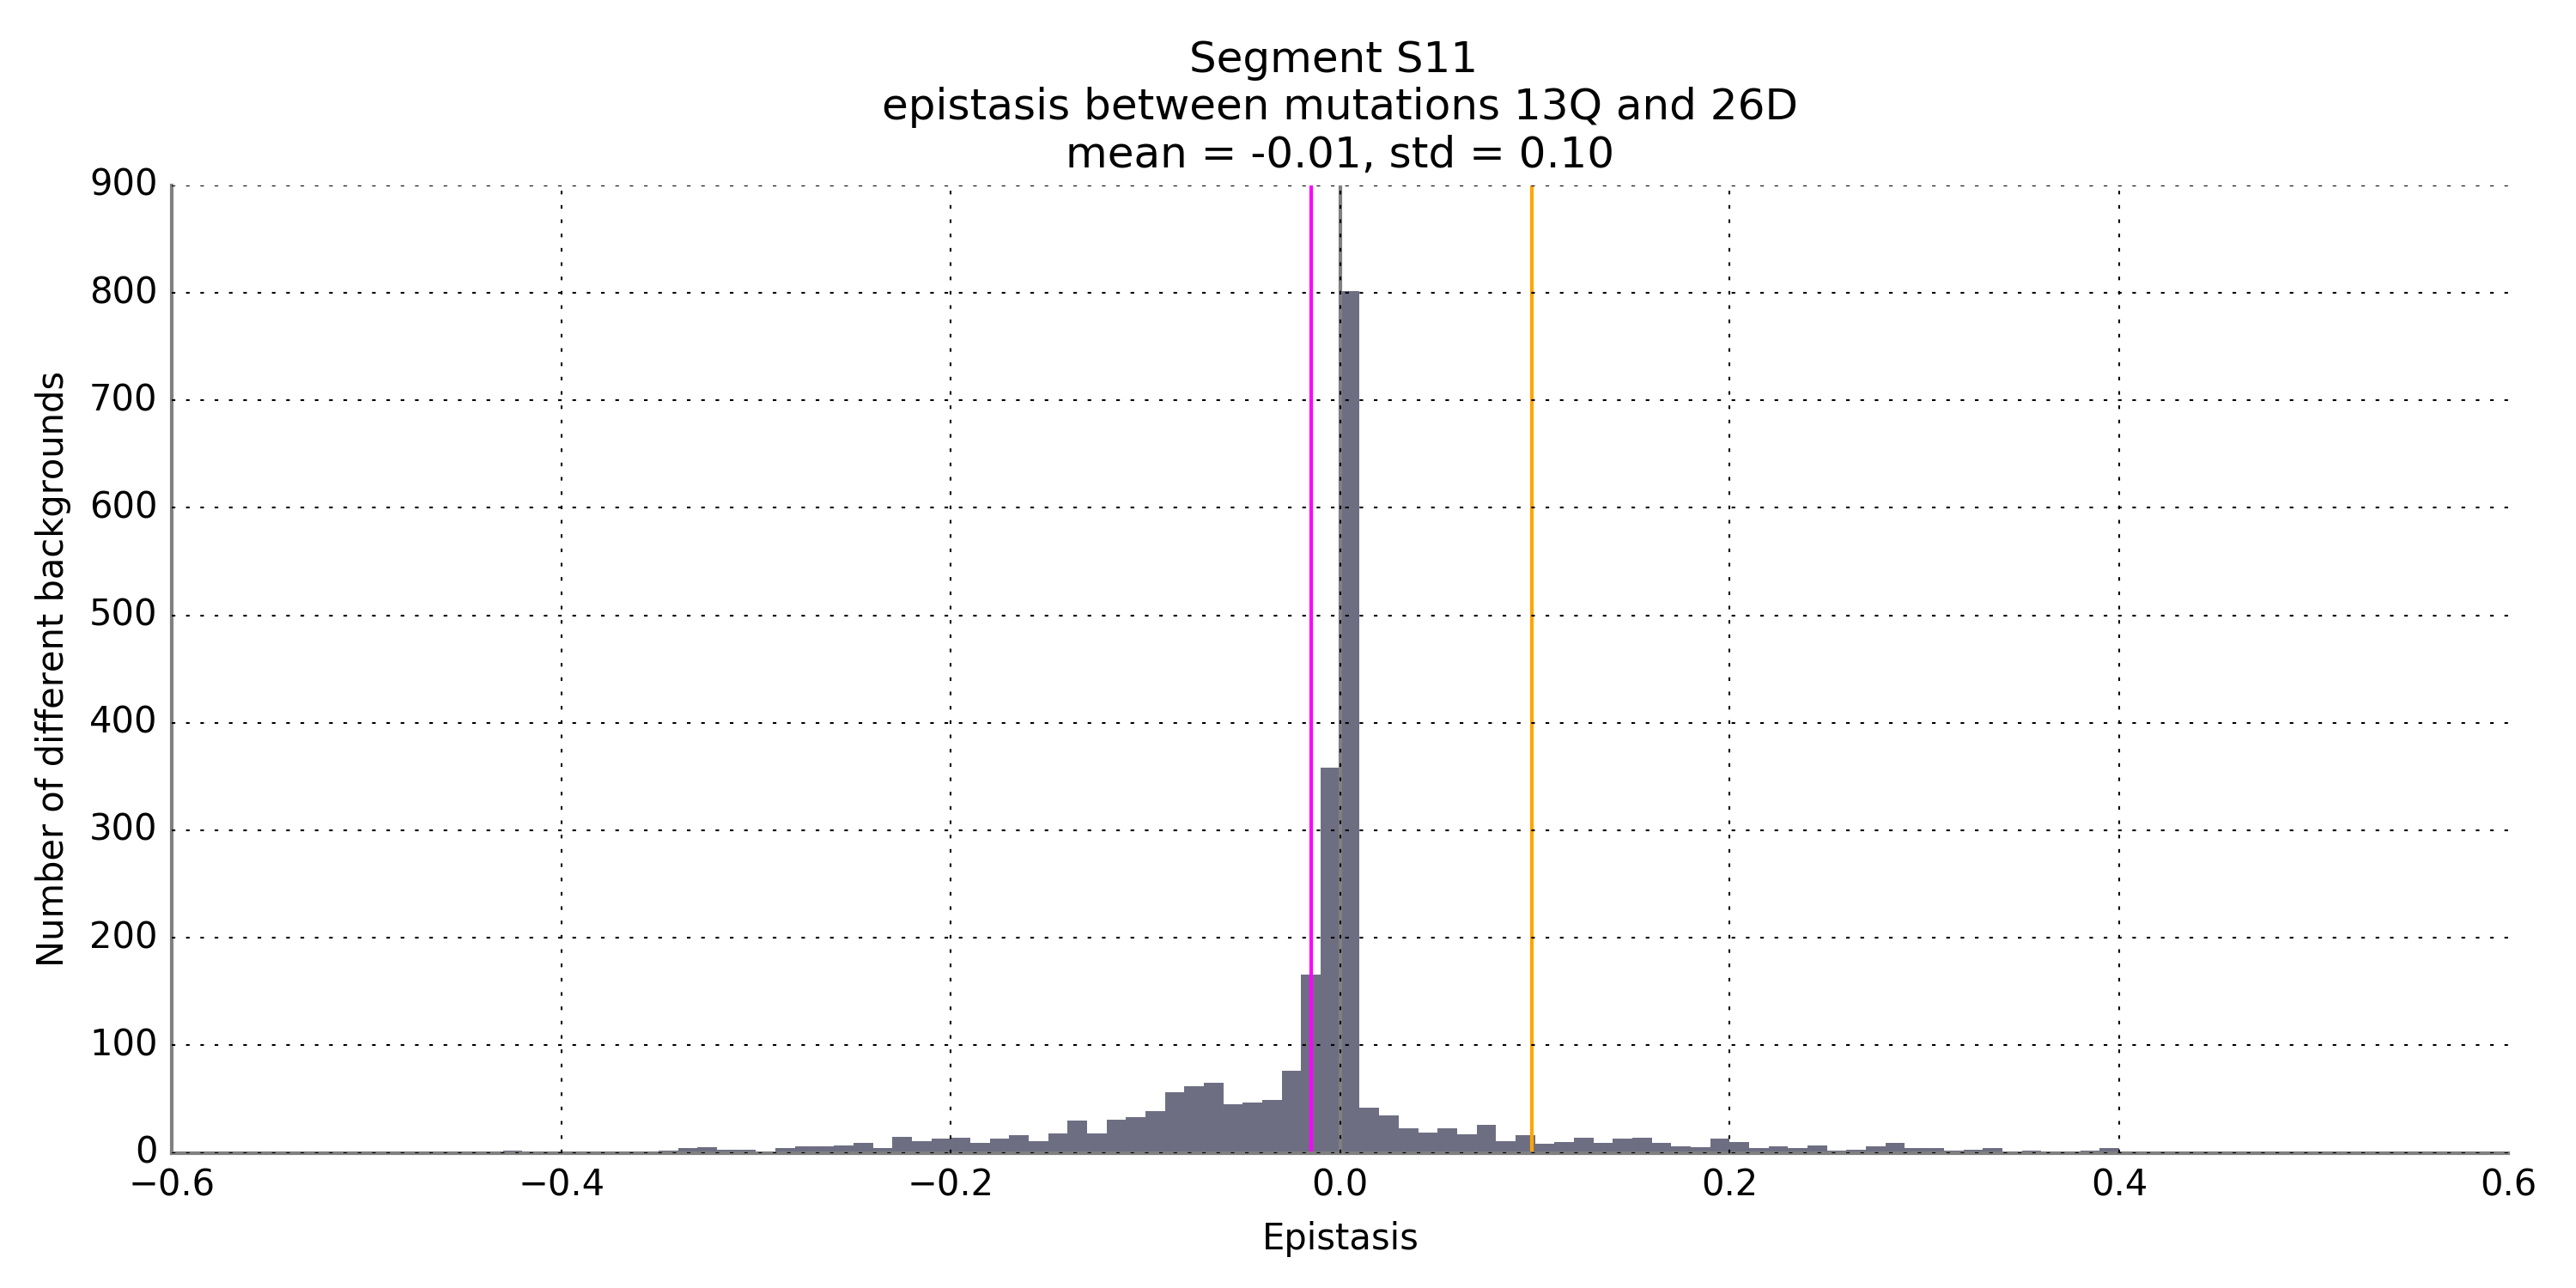 Segment S11
epistasis between mutations 13Q and 26D
mean = -0.01, std = 0.10
900
800
700
600
500
400
300
200
100
0
Number of different backgrounds
−0.6 −0.4 −0.2 0.0 0.2 0.4 0.6
Epistasis